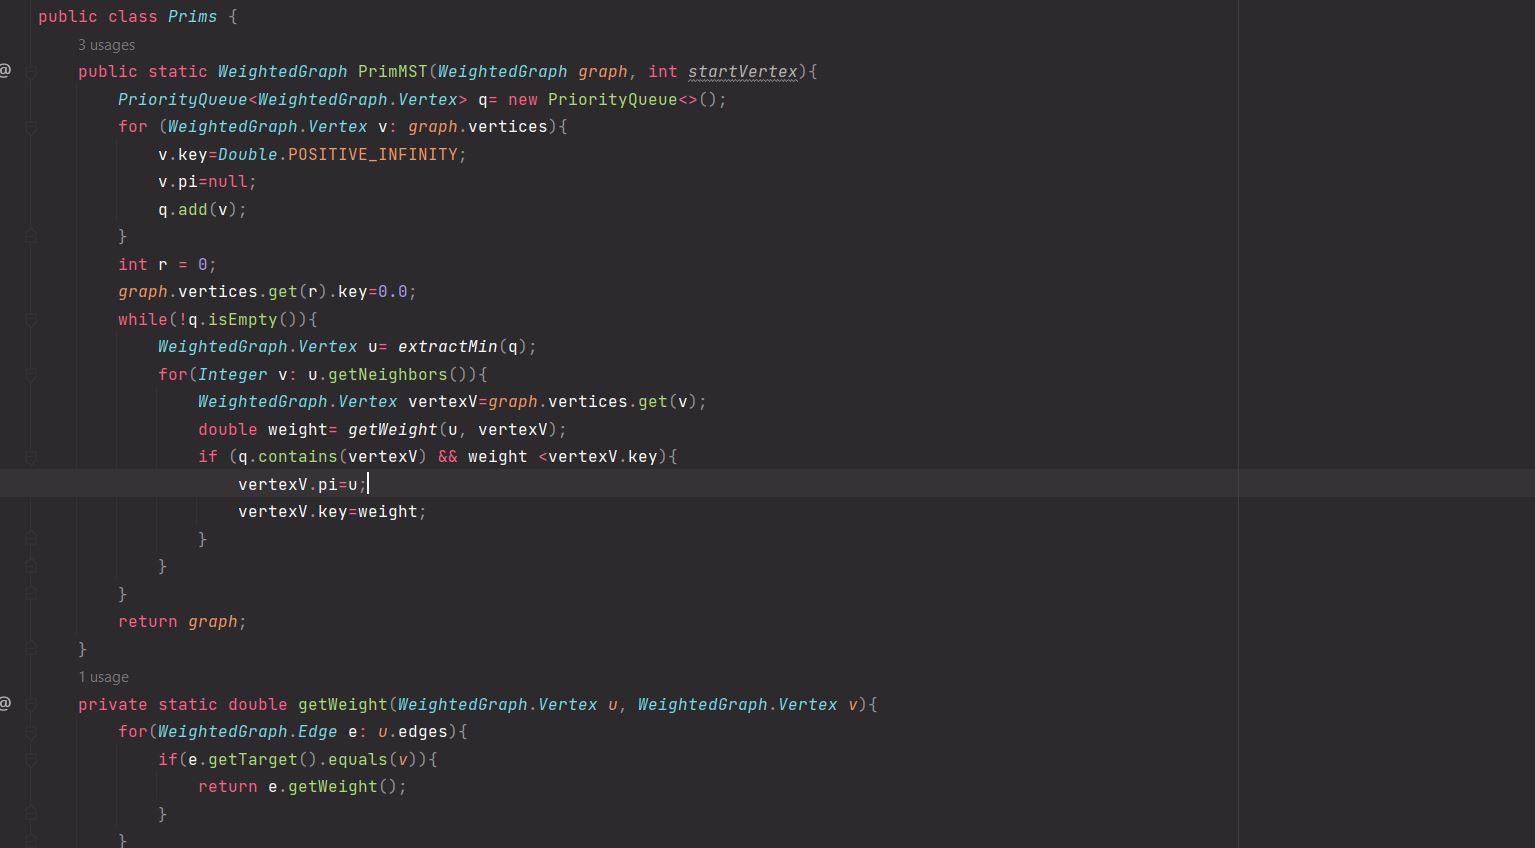 public class Prims {
3 usages
@ public static WeightedGraph PrimMST(WeightedGraph graph, int startVertex){
PriorityQueue<WeightedGraph.Vertex> q= new PriorityQueue<>();
for (WeightedGraph.Vertex v: graph.vertices){
v.key=Double.POSITIVE_INFINITY;
v.pi=null;
q.add(v);
}
int r = 0;
graph.vertices.get(r).key=0.0;
while(!q.isEmpty()){
WeightedGraph.Vertex u= extractMin(q);
for(Integer v: u.getNeighbors()){
WeightedGraph.Vertex vertexV=graph.vertices.get(v);
double weight= getWeight(u, vertexV);
if (q.contains(vertexV) && weight <vertexV.key){
vertexV.pi=u;
vertexV.key=weight;
}
}
}
return graph;
}
1 usage
@ private static double getWeight(WeightedGraph.Vertex u, WeightedGraph.Vertex v){
for(WeightedGraph.Edge e: u.edges){
if(e.getTarget().equals(v)){
return e.getWeight();
}
}